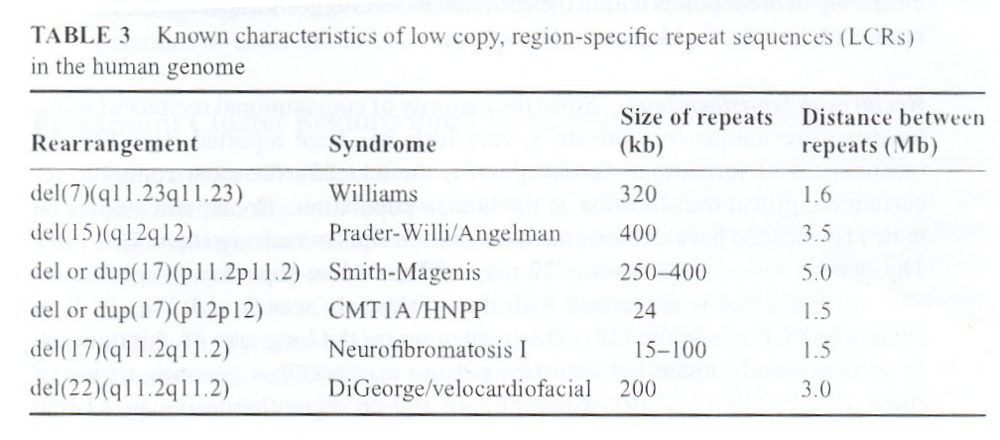 TABLE 3 Known characteristics of low copy, region-specific repeat sequences (LCRs)
in the human genome
Size of repeats Distance between
Rearrangement Syndrome (kb) repeats (Mb)
del(7)(q11.23q11.23) Williams 320 1.6
del(15)(q12q12) Prader-Willi/Angelman 400 3.5
del or dup(17)(p11.2p11.2) Smith–Magenis 250–400 5.0
del or dup(17)(p12p12) CMT1A/HNPP 24 1.5
del(17)(q11.2q11.2) Neurofibromatosis I 15–100 1.5
del(22)(q11.2q11.2) DiGeorge/velocardiofacial 200 3.0